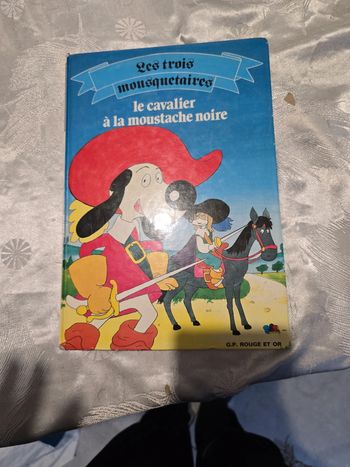 Les trois
mousquetaires
le cavalier
à la moustache noire
G.P. ROUGE ET OR